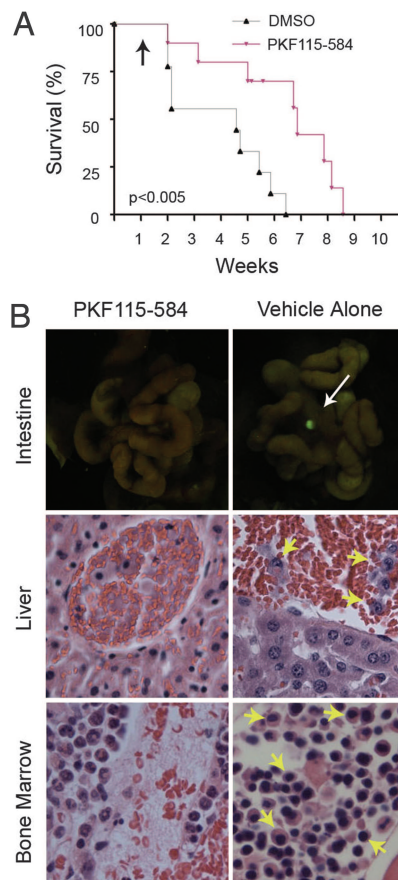 A
DMSO
PKF115-584
100
75
50
25
0
Survival (%)
p<0.005
1 2 3 4 5 6 7 8 9 10
Weeks
B
PKF115-584 Vehicle Alone
Intestine
Liver
Bone Marrow